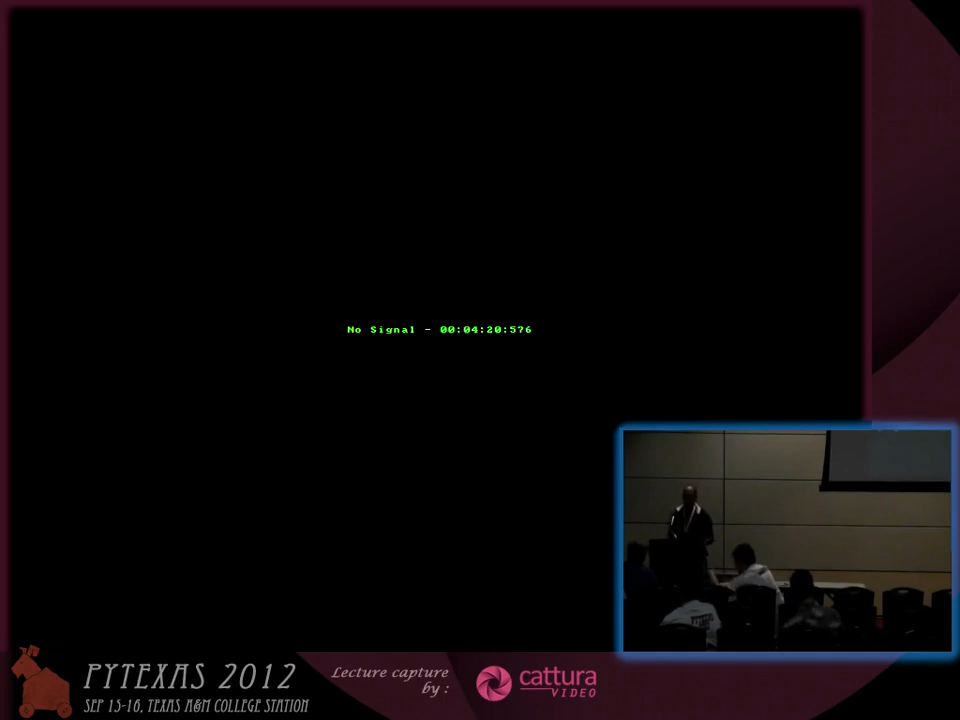 No Signal - 00:04:20:576
PYTEXAS 2012
SEP 15-16, TEXAS A&M COLLEGE STATION
Lecture capture
by :
cattura
VIDEO